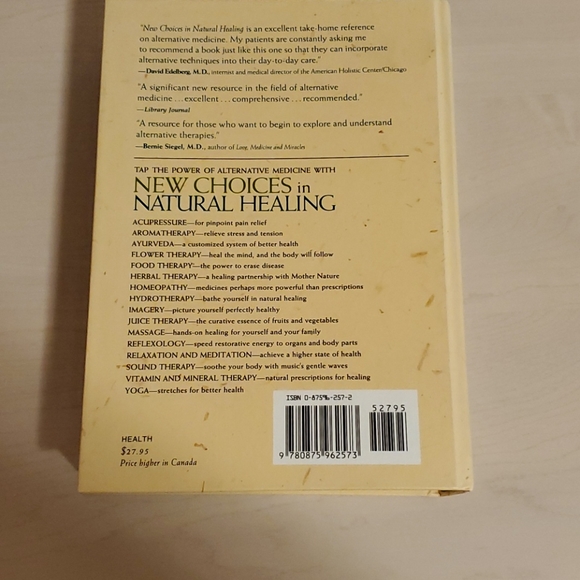 "New Choices in Natural Healing is an excellent take-home reference
on alternative medicine. My patients are constantly asking me
to recommend a book just like this one so that they can incorporate
alternative techniques into their day-to-day care."
—David Edelberg, M.D., internist and medical director of the American Holistic Center/Chicago
"A significant new resource in the field of alternative
medicine . . . excellent . . . comprehensive . . . recommended."
—Library Journal
"A resource for those who want to begin to explore and understand
alternative therapies."
—Bernie Siegel, M.D., author of Love, Medicine and Miracles
TAP THE POWER OF ALTERNATIVE MEDICINE WITH
NEW CHOICES in
NATURAL HEALING
ACUPRESSURE—for pinpoint pain relief
AROMATHERAPY—relieve stress and tension
AYURVEDA—a customized system of better health
FLOWER THERAPY—heal the mind, and the body will follow
FOOD THERAPY—the power to erase disease
HERBAL THERAPY—a healing partnership with Mother Nature
HOMEOPATHY—medicines perhaps more powerful than prescriptions
HYDROTHERAPY—bathe yourself in natural healing
IMAGERY—picture yourself perfectly healthy
JUICE THERAPY—the curative essence of fruits and vegetables
MASSAGE—hands-on healing for yourself and your family
REFLEXOLOGY—speed restorative energy to organs and body parts
RELAXATION AND MEDITATION—achieve a higher state of health
SOUND THERAPY—soothe your body with music's gentle waves
VITAMIN AND MINERAL THERAPY—natural prescriptions for healing
YOGA—stretches for better health
ISBN 0-87596-257-2
52795
9 780875 962573
HEALTH
$27.95
Price higher in Canada